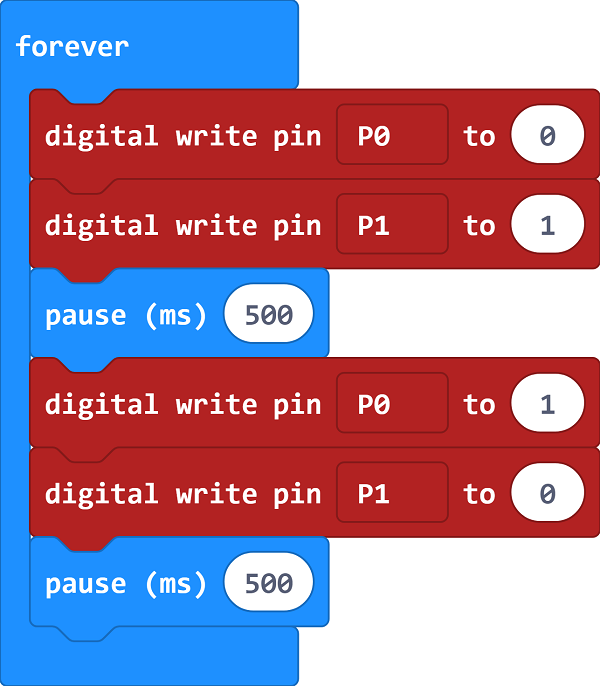 forever
digital write pin P0 to 0
digital write pin P1 to 1
pause (ms) 500
digital write pin P0 to 1
digital write pin P1 to 0
pause (ms) 500